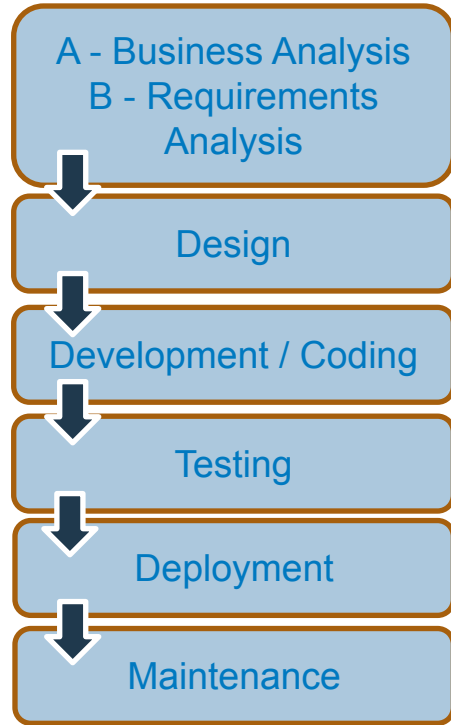 A - Business Analysis
B - Requirements
Analysis
Design
Development / Coding
Testing
Deployment
Maintenance